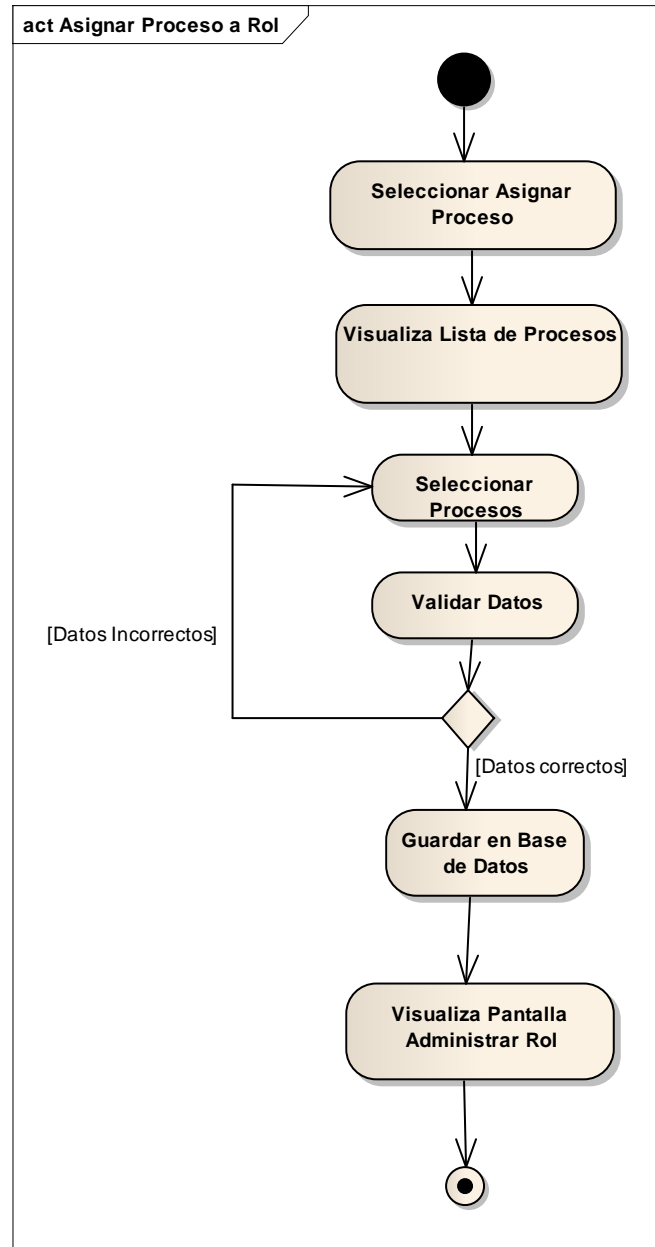 act Asignar Proceso a Rol
Seleccionar Asignar
Proceso
Visualiza Lista de Procesos
Seleccionar
Procesos
Validar Datos
[Datos Incorrectos]
[Datos correctos]
Guardar en Base
de Datos
Visualiza Pantalla
Administrar Rol